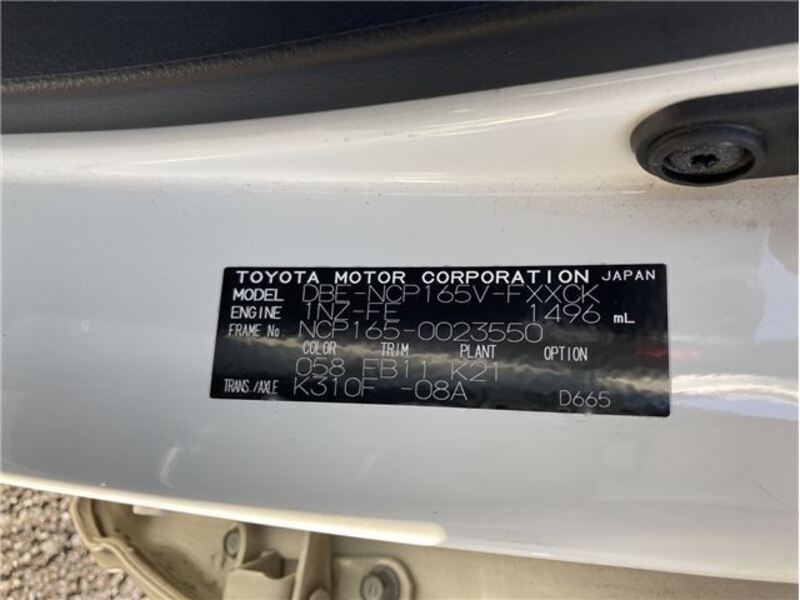 TOYOTA MOTOR CORPORATION JAPAN
MODEL DBE-NCP165V-FXXCK
ENGINE 1NZ-FE 1496 mL
FRAME No NCP165-0023550
COLOR TRIM PLANT OPTION
058 EB11 K21
TRANS./AXLE K310F -08A D665